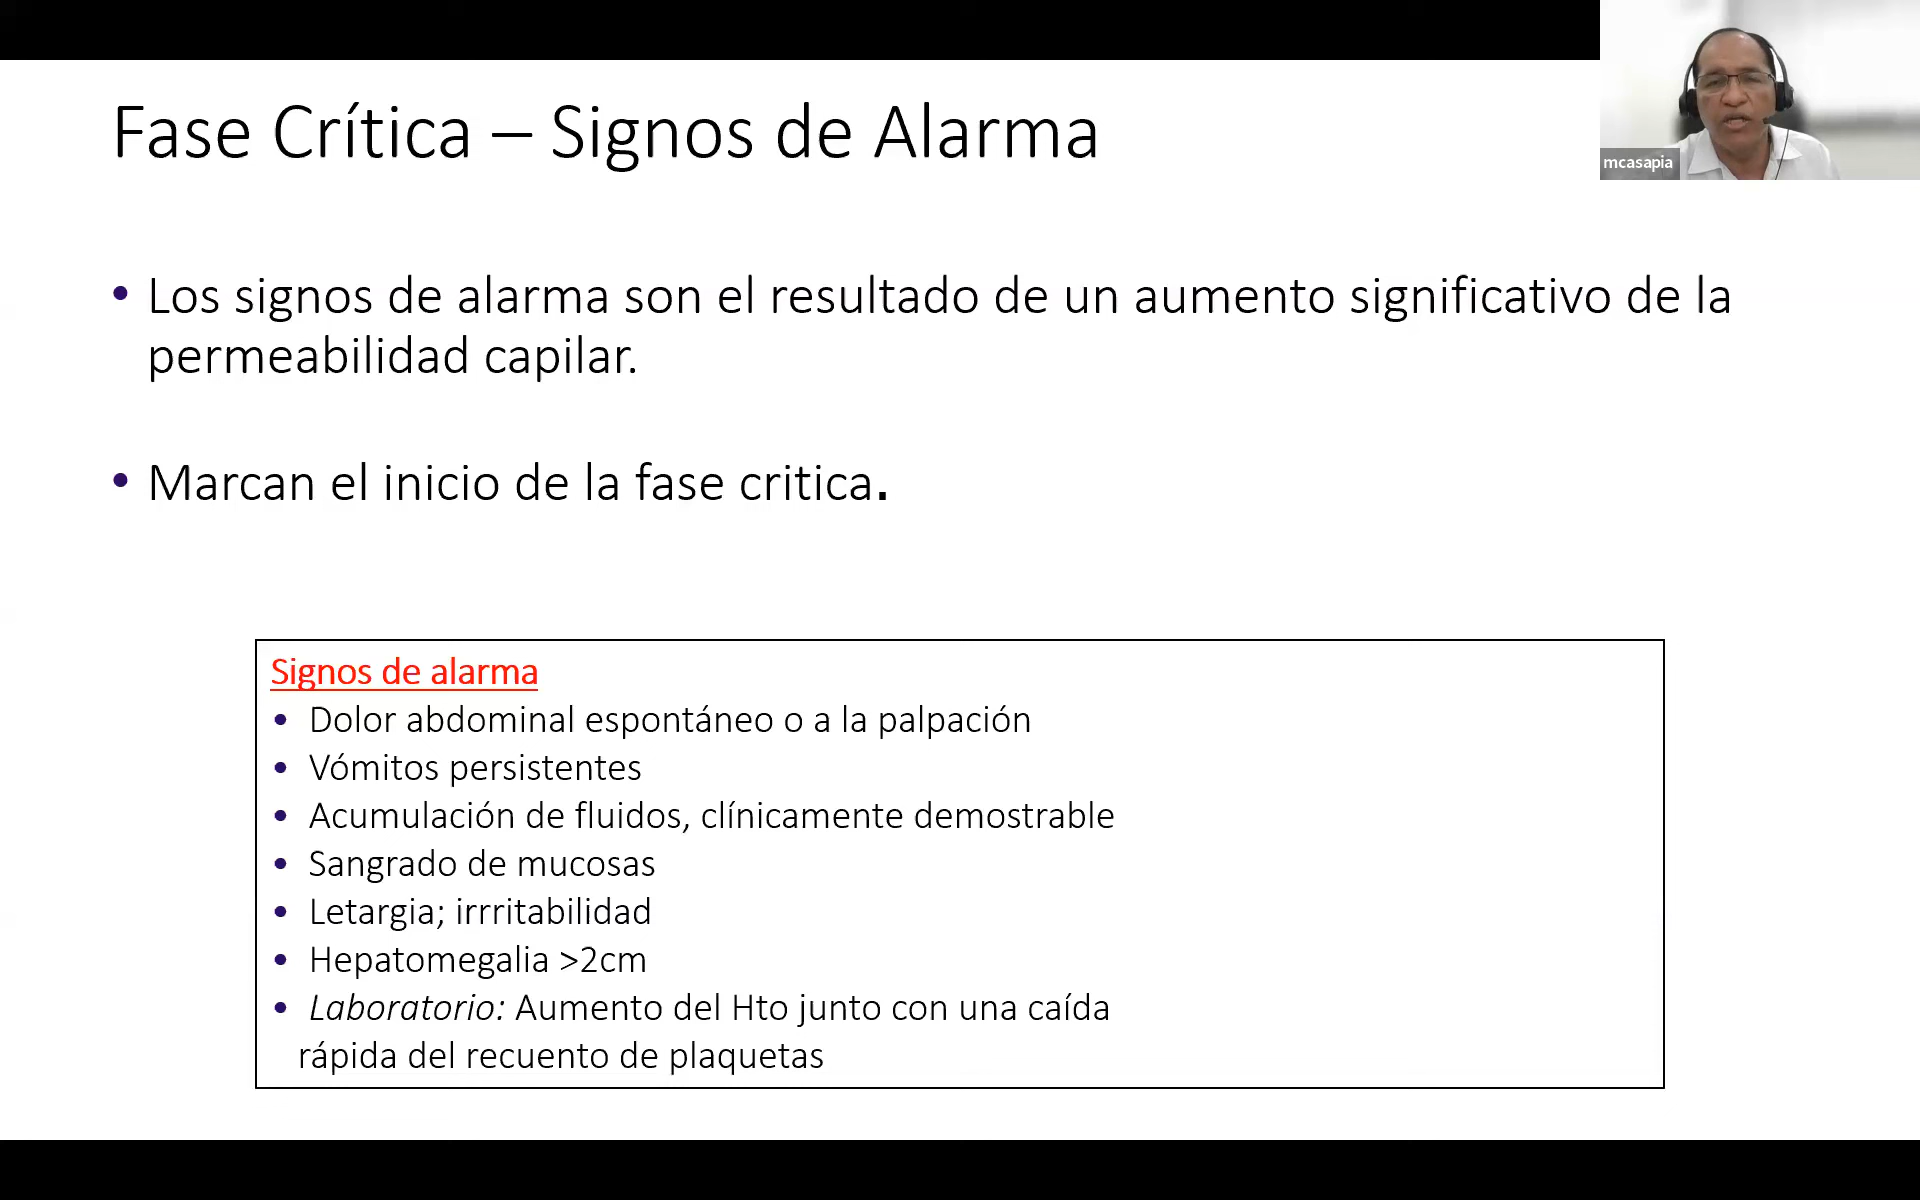 Fase Crítica – Signos de Alarma
mcasapia
• Los signos de alarma son el resultado de un aumento significativo de la
permeabilidad capilar.
• Marcan el inicio de la fase critica.
Signos de alarma
• Dolor abdominal espontáneo o a la palpación
• Vómitos persistentes
• Acumulación de fluidos, clínicamente demostrable
• Sangrado de mucosas
• Letargia; irrritabilidad
• Hepatomegalia >2cm
• Laboratorio: Aumento del Hto junto con una caída
rápida del recuento de plaquetas